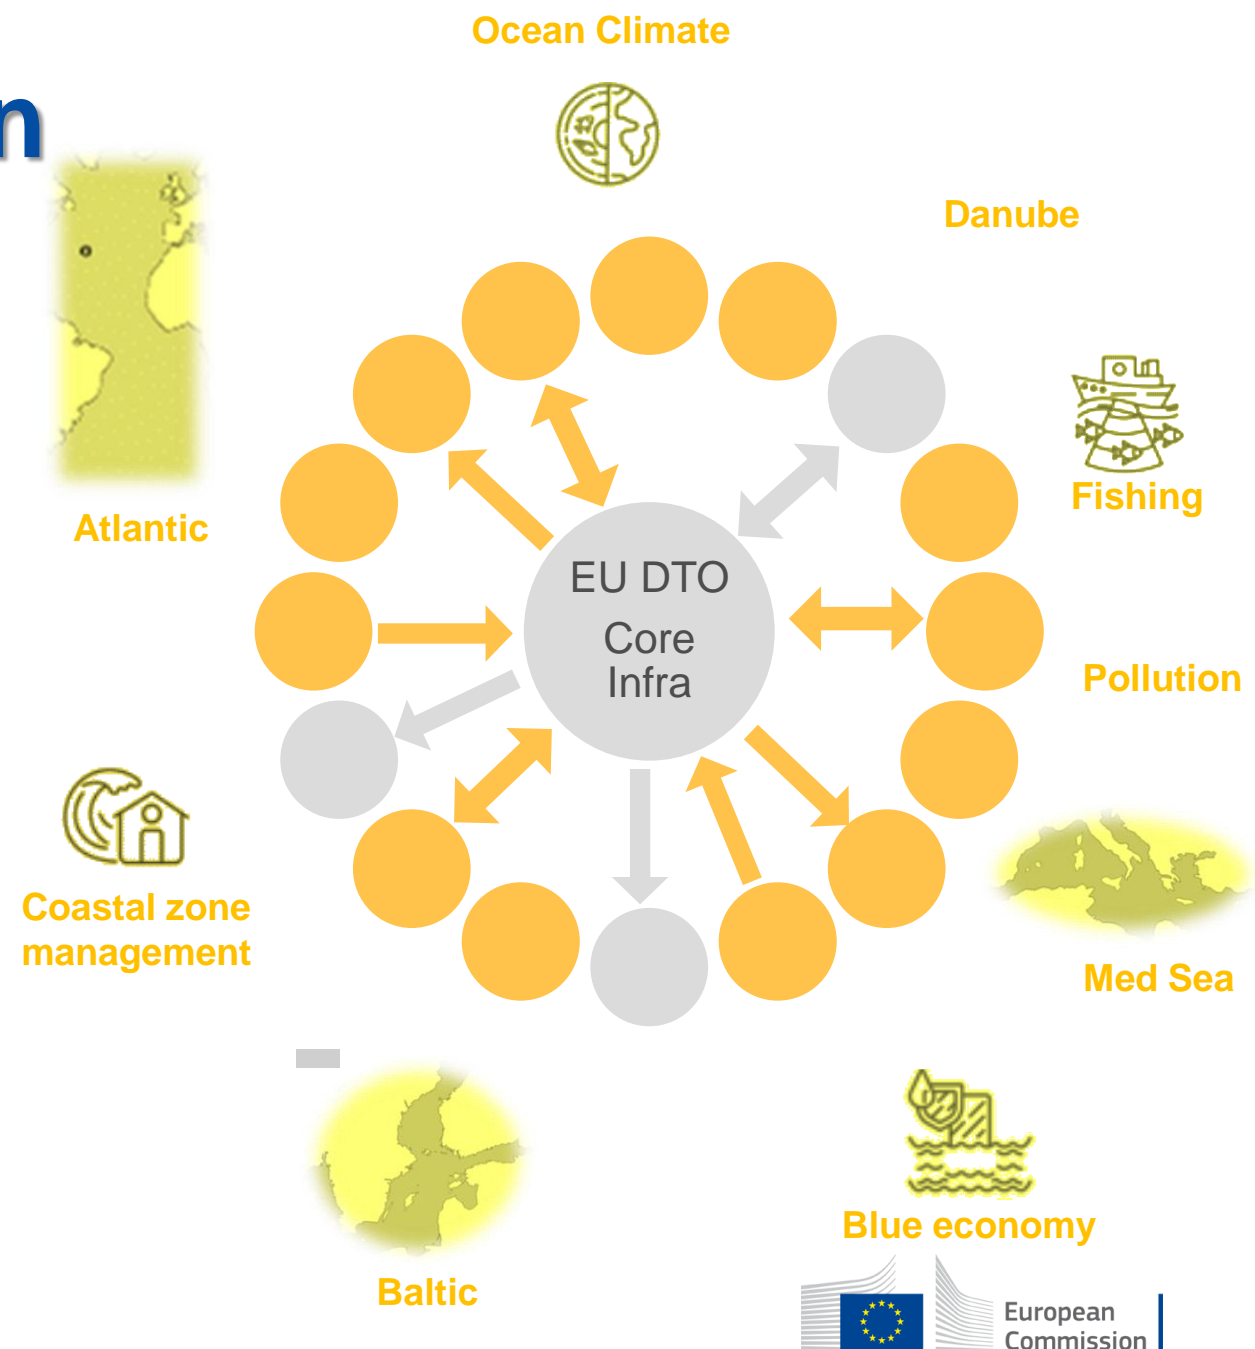 Ocean Climate
Danube
Fishing
Atlantic
EU DTO
Core
Infra
Pollution
Coastal zone
management
Med Sea
Blue economy
Baltic
European
Commission